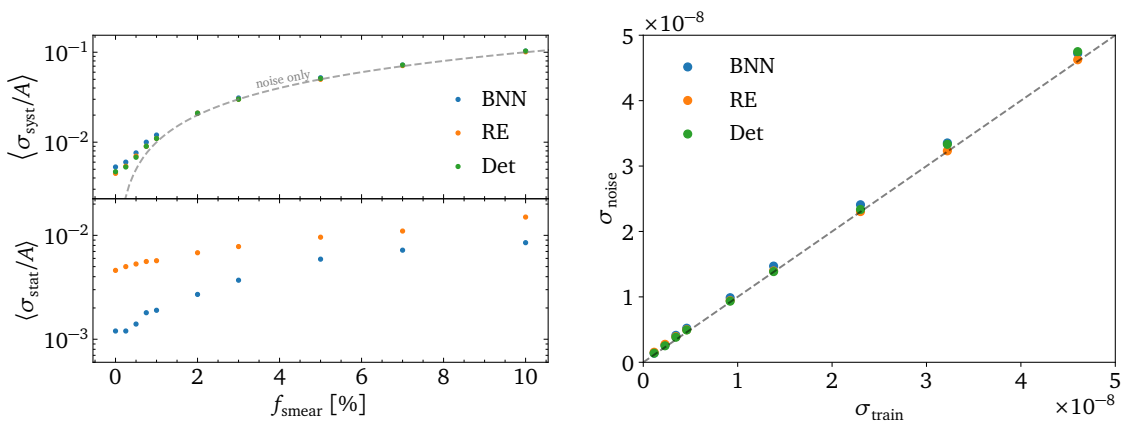 10⁻¹
10⁻²
⟨σ_syst/A⟩
noise only
BNN
RE
Det
10⁻²
10⁻³
⟨σ_stat/A⟩
0 2 4 6 8 10
f_smear [%]
×10⁻⁸
5
4
3
2
1
0
σ_noise
BNN
RE
Det
0 1 2 3 4 5
σ_train
×10⁻⁸